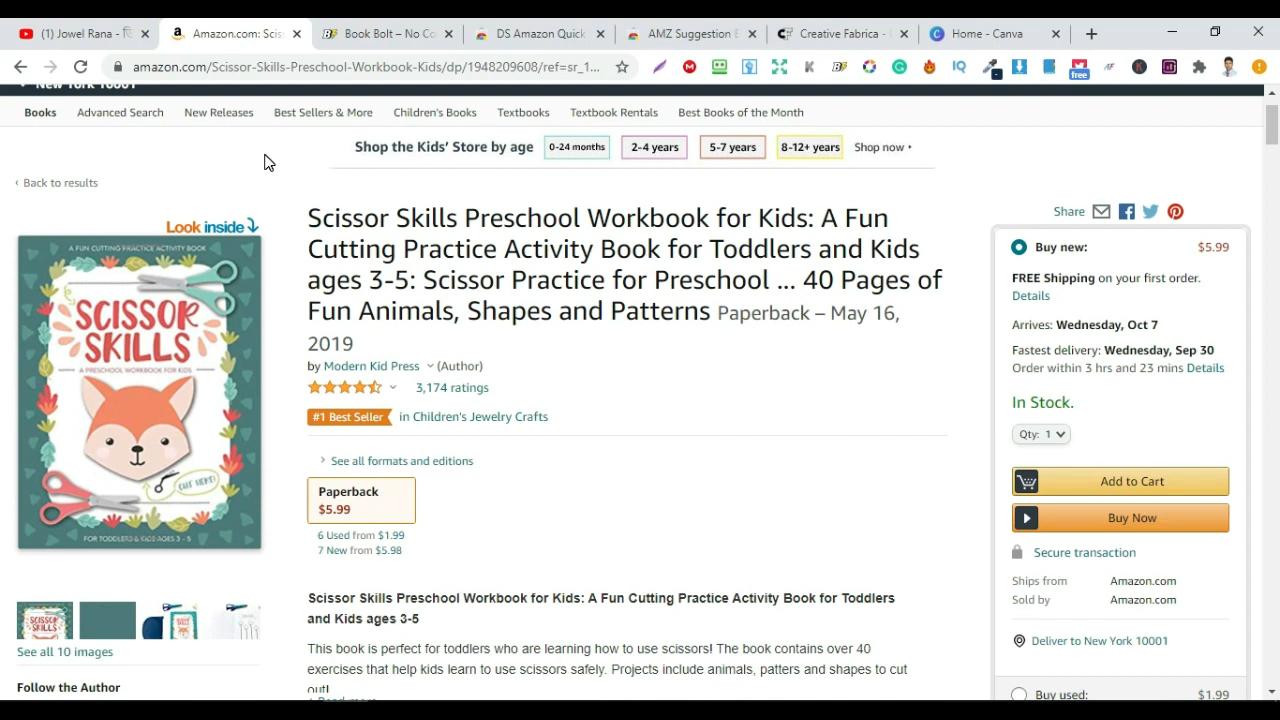 (1) Jowel Rana -
Amazon.com: Scis
Book Bolt – No Co
DS Amazon Quick
AMZ Suggestion E
Creative Fabrica -
Home - Canva
amazon.com/Scissor-Skills-Preschool-Workbook-Kids/dp/1948209608/ref=sr_1...
free
New York 10001
Books
Advanced Search
New Releases
Best Sellers & More
Children's Books
Textbooks
Textbook Rentals
Best Books of the Month
Shop the Kids' Store by age
0-24 months
2-4 years
5-7 years
8-12+ years
Shop now ‣
‹ Back to results
Look inside
A FUN CUTTING PRACTICE ACTIVITY BOOK
SCISSOR
SKILLS
A PRESCHOOL WORKBOOK FOR KIDS
CUT HERE!
FOR TODDLERS & KIDS AGES 3 - 5
See all 10 images
Follow the Author
Scissor Skills Preschool Workbook for Kids: A Fun
Cutting Practice Activity Book for Toddlers and Kids
ages 3-5: Scissor Practice for Preschool ... 40 Pages of
Fun Animals, Shapes and Patterns Paperback – May 16,
2019
by Modern Kid Press (Author)
3,174 ratings
#1 Best Seller in Children's Jewelry Crafts
See all formats and editions
Paperback
$5.99
6 Used from $1.99
7 New from $5.98
Scissor Skills Preschool Workbook for Kids: A Fun Cutting Practice Activity Book for Toddlers
and Kids ages 3-5
This book is perfect for toddlers who are learning how to use scissors! The book contains over 40
exercises that help kids learn to use scissors safely. Projects include animals, patters and shapes to cut
out!
Read more
Share
Buy new: $5.99
FREE Shipping on your first order.
Details
Arrives: Wednesday, Oct 7
Fastest delivery: Wednesday, Sep 30
Order within 3 hrs and 23 mins Details
In Stock.
Qty: 1
Add to Cart
Buy Now
Secure transaction
Ships from Amazon.com
Sold by Amazon.com
Deliver to New York 10001
Buy used: $1.99